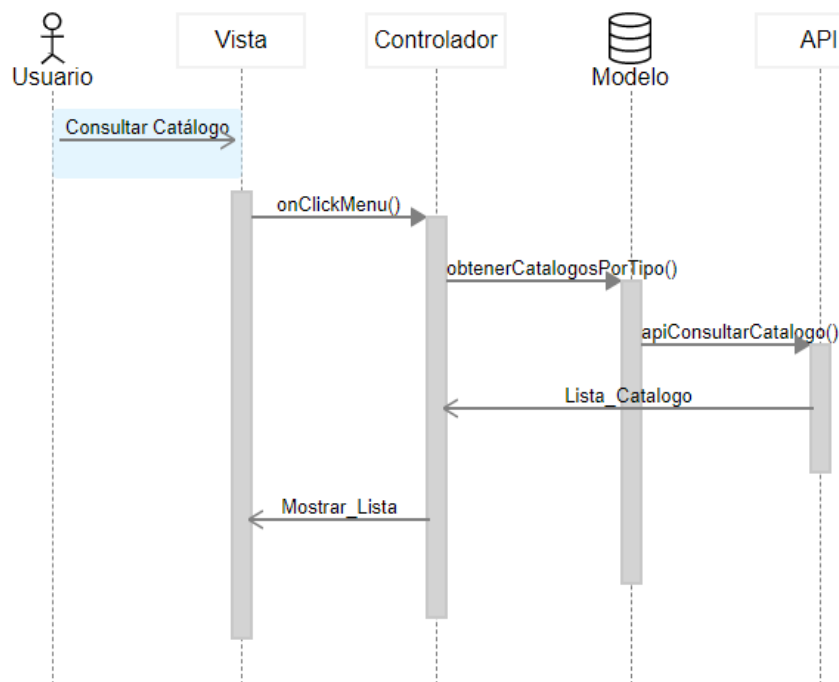 Usuario
Vista
Controlador
Modelo
API
Consultar Catálogo
onClickMenu()
obtenerCatalogosPorTipo()
apiConsultarCatalogo()
Lista_Catalogo
Mostrar_Lista